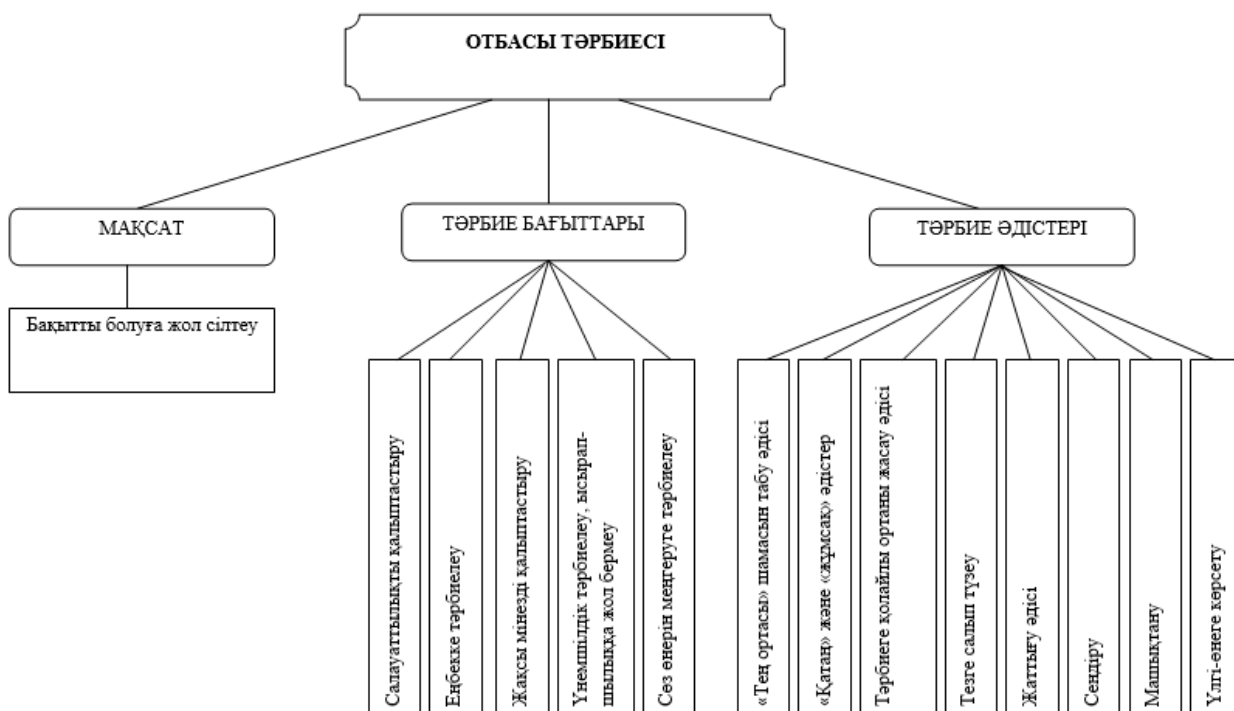 ОТБАСЫ ТӘРБИЕСІ
МАҚСАТ
ТӘРБИЕ БАҒЫТТАРЫ
ТӘРБИЕ ӘДІСТЕРІ
Бақытты болуға жол сілтеу
Салауаттылықты қалыптастыру
Еңбекке тәрбиелеу
Жақсы мінезді қалыптастыру
Үнемшілдік тәрбиелеу, ысырап-
шылыққа жол бермеу
Сөз өнерін меңгеруге тәрбиелеу
«Тең ортасы» шамасын табу әдісі
«Қатаң» және «жұмсақ» әдістер
Тәрбиеге қолайлы ортаны жасау әдісі
Тезге салып түзеу
Жаттығу әдісі
Сендіру
Машықтану
Үлгі-өнеге көрсету